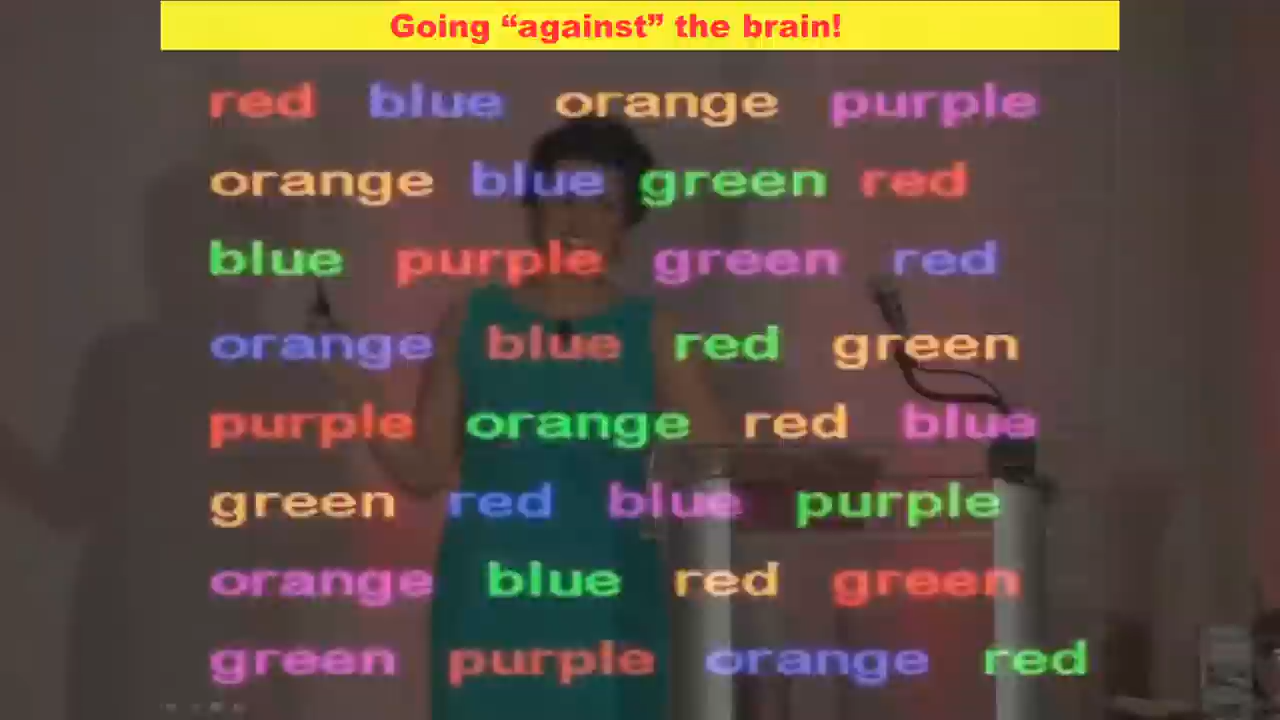 Going “against” the brain!
red blue orange purple
orange blue green red
blue purple green red
orange blue red green
purple orange red blue
green red blue purple
orange blue red green
green purple orange red